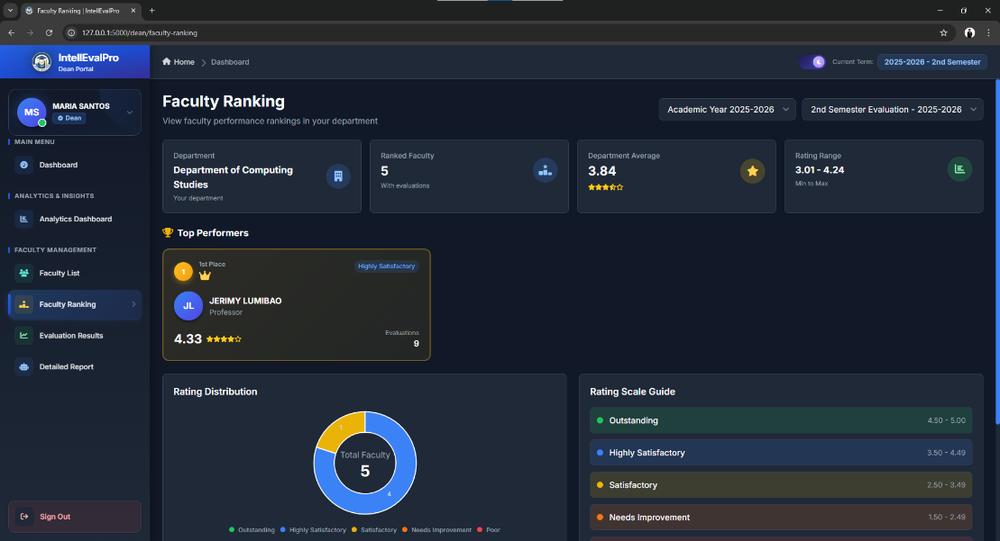 Faculty Ranking | IntellEvalPro
127.0.0.1:5000/dean/faculty-ranking
IntellEvalPro
Dean Portal
Home
Dashboard
Current Term:
2025-2026 - 2nd Semester
MS
MARIA SANTOS
Dean
MAIN MENU
Dashboard
ANALYTICS & INSIGHTS
Analytics Dashboard
FACULTY MANAGEMENT
Faculty List
Faculty Ranking
Evaluation Results
Detailed Report
Sign Out
Faculty Ranking
View faculty performance rankings in your department
Academic Year 2025-2026
2nd Semester Evaluation - 2025-2026
Department
Department of Computing
Studies
Your department
Ranked Faculty
5
With evaluations
Department Average
3.84
Rating Range
3.01 - 4.24
Min to Max
Top Performers
1
1st Place
Highly Satisfactory
JL
JERIMY LUMIBAO
Professor
4.33
Evaluations
9
Rating Distribution
1
Total Faculty
5
4
Outstanding
Highly Satisfactory
Satisfactory
Needs Improvement
Poor
Rating Scale Guide
Outstanding
4.50 - 5.00
Highly Satisfactory
3.50 - 4.49
Satisfactory
2.50 - 3.49
Needs Improvement
1.50 - 2.49